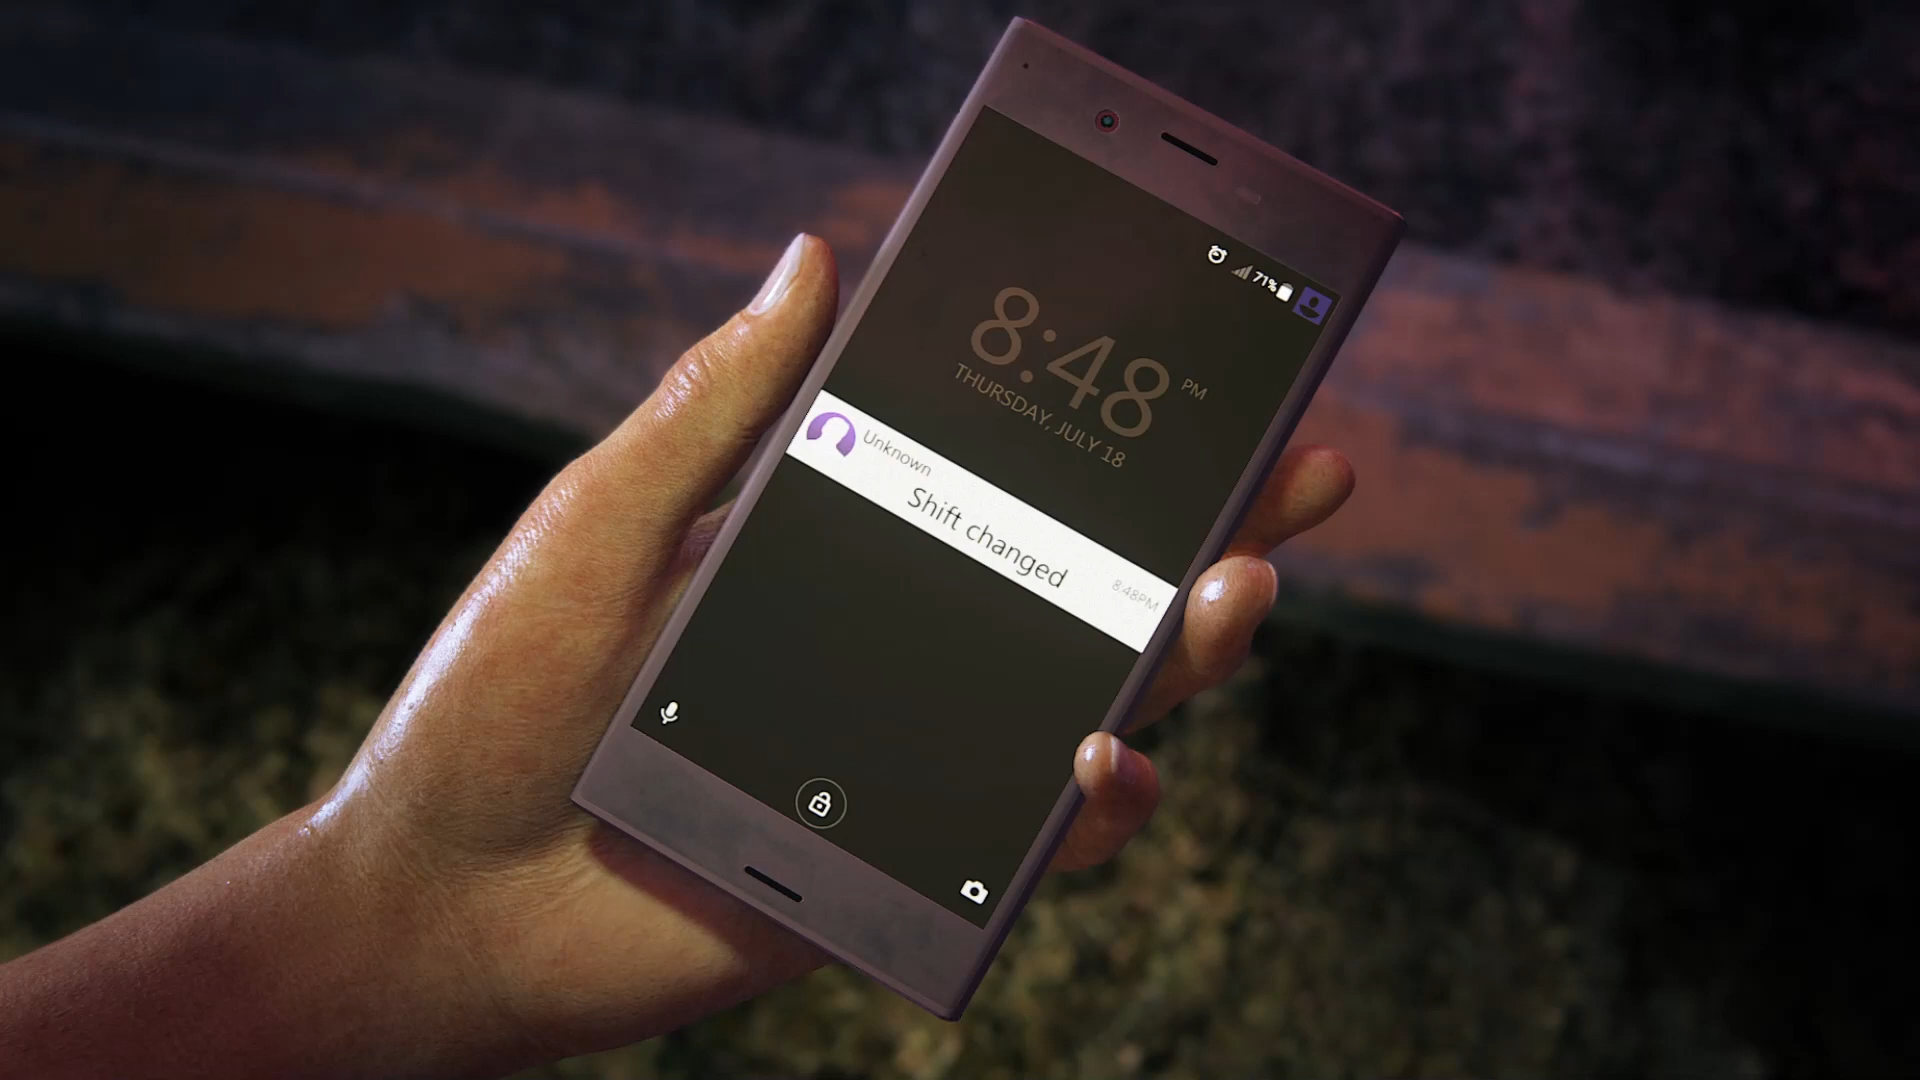 71%
8:48 PM
THURSDAY, JULY 18
Unknown
Shift changed
8:48PM